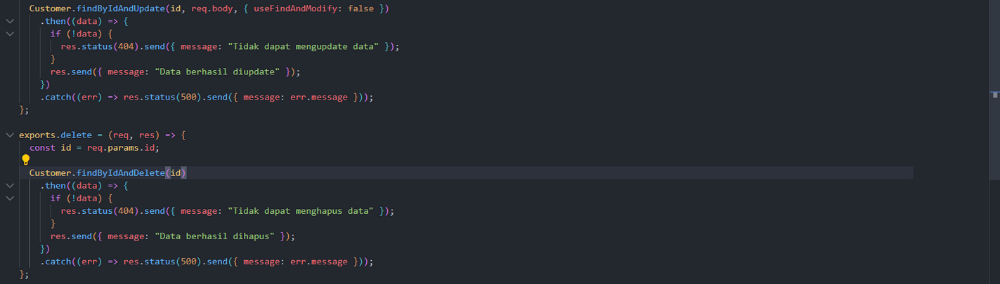 Customer.findByIdAndUpdate(id, req.body, { useFindAndModify: false })
.then((data) => {
if (!data) {
res.status(404).send({ message: "Tidak dapat mengupdate data" });
}
res.send({ message: "Data berhasil diupdate" });
})
.catch((err) => res.status(500).send({ message: err.message }));
};
exports.delete = (req, res) => {
const id = req.params.id;
Customer.findByIdAndDelete(id)
.then((data) => {
if (!data) {
res.status(404).send({ message: "Tidak dapat menghapus data" });
}
res.send({ message: "Data berhasil dihapus" });
})
.catch((err) => res.status(500).send({ message: err.message }));
};